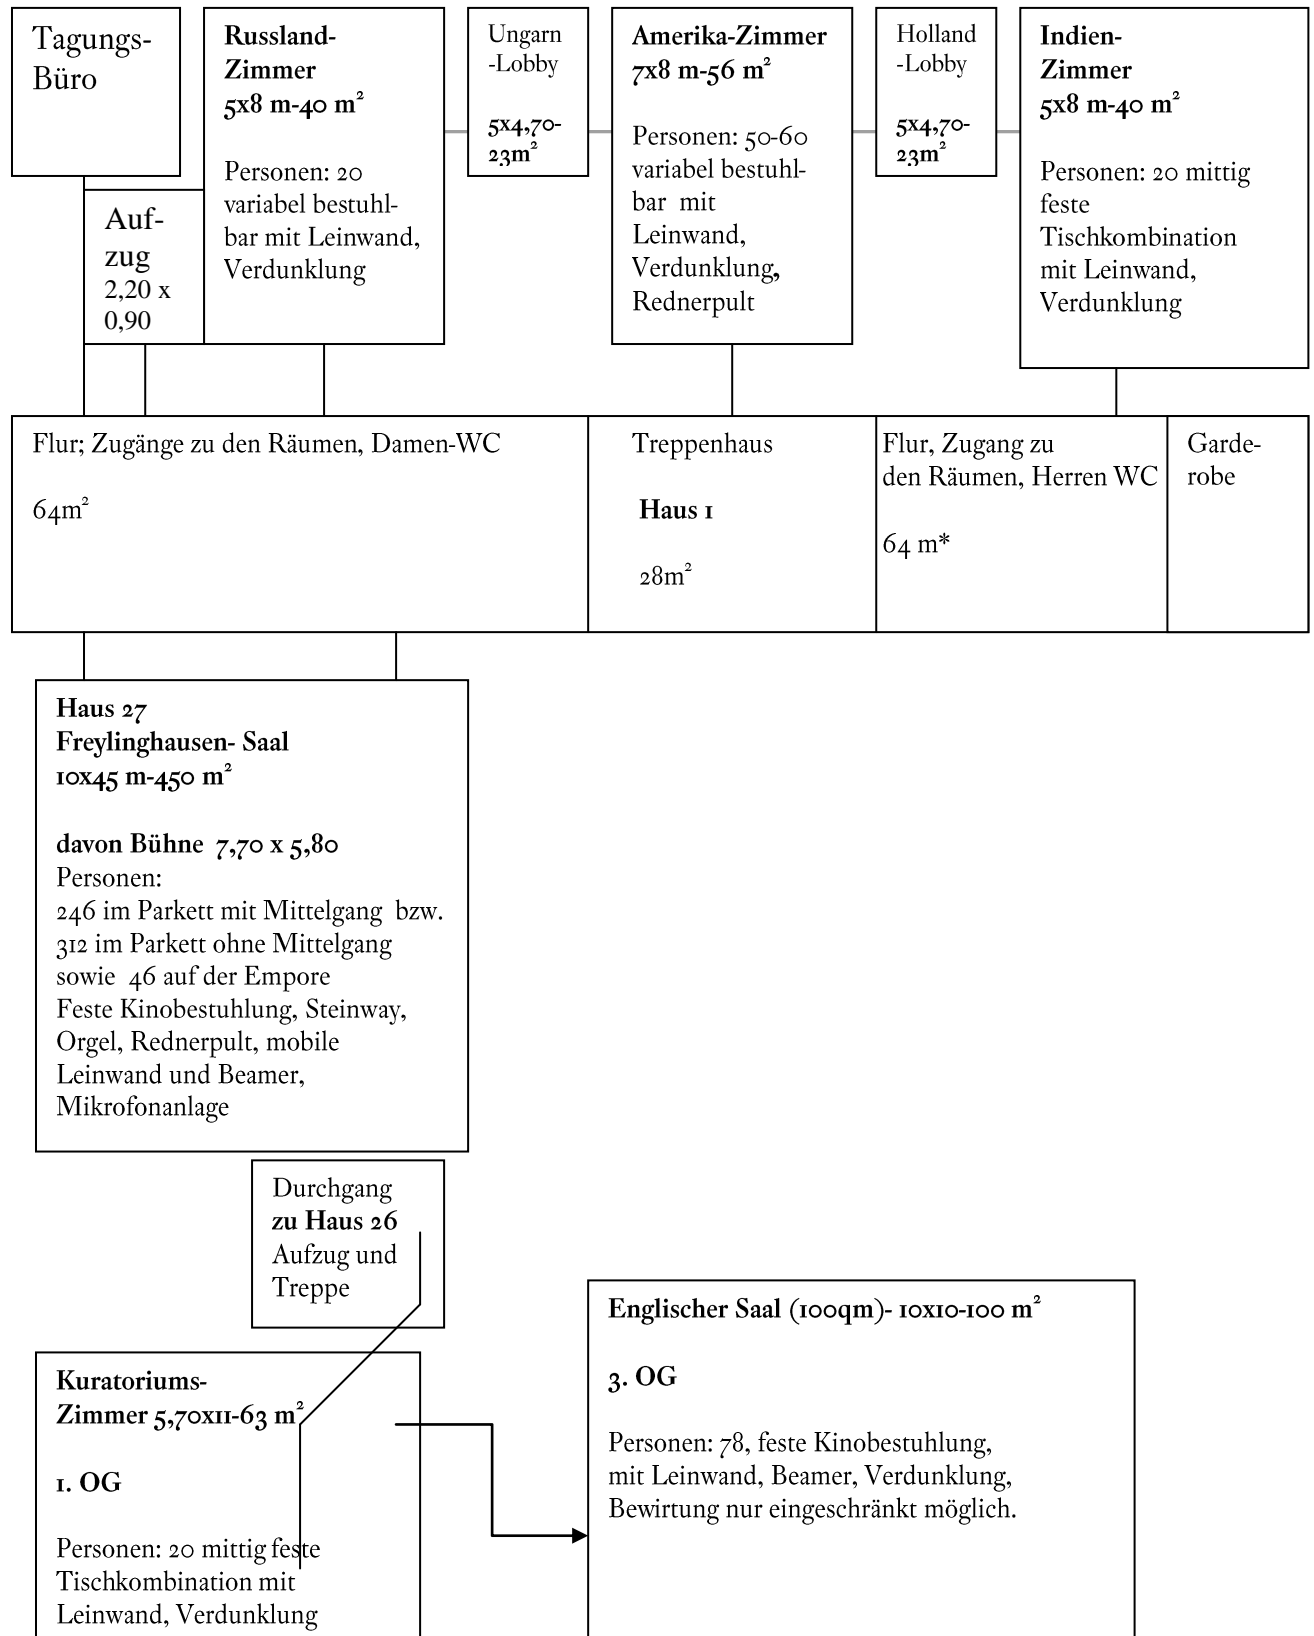 Tagungs-
Büro
Auf-
zug
2,20 x
0,90
Russland-
Zimmer
5x8 m-40 m²
Personen: 20
variabel bestuhl-
bar mit Leinwand,
Verdunklung
Ungarn
-Lobby
5x4,70-
23m²
Amerika-Zimmer
7x8 m-56 m²
Personen: 50-60
variabel bestuhl-
bar mit
Leinwand,
Verdunklung,
Rednerpult
Holland
-Lobby
5x4,70-
23m²
Indien-
Zimmer
5x8 m-40 m²
Personen: 20 mittig
feste
Tischkombination
mit Leinwand,
Verdunklung
Flur; Zugänge zu den Räumen, Damen-WC
64m²
Treppenhaus
Haus 1
28m²
Flur, Zugang zu
den Räumen, Herren WC
64 m*
Garde-
robe
Haus 27
Freylinghausen- Saal
10x45 m-450 m²
davon Bühne 7,70 x 5,80
Personen:
246 im Parkett mit Mittelgang bzw.
312 im Parkett ohne Mittelgang
sowie 46 auf der Empore
Feste Kinobestuhlung, Steinway,
Orgel, Rednerpult, mobile
Leinwand und Beamer,
Mikrofonanlage
Durchgang
zu Haus 26
Aufzug und
Treppe
Kuratoriums-
Zimmer 5,70x11-63 m²
1. OG
Personen: 20 mittig feste
Tischkombination mit
Leinwand, Verdunklung
Englischer Saal (100qm)- 10x10-100 m²
3. OG
Personen: 78, feste Kinobestuhlung,
mit Leinwand, Beamer, Verdunklung,
Bewirtung nur eingeschränkt möglich.